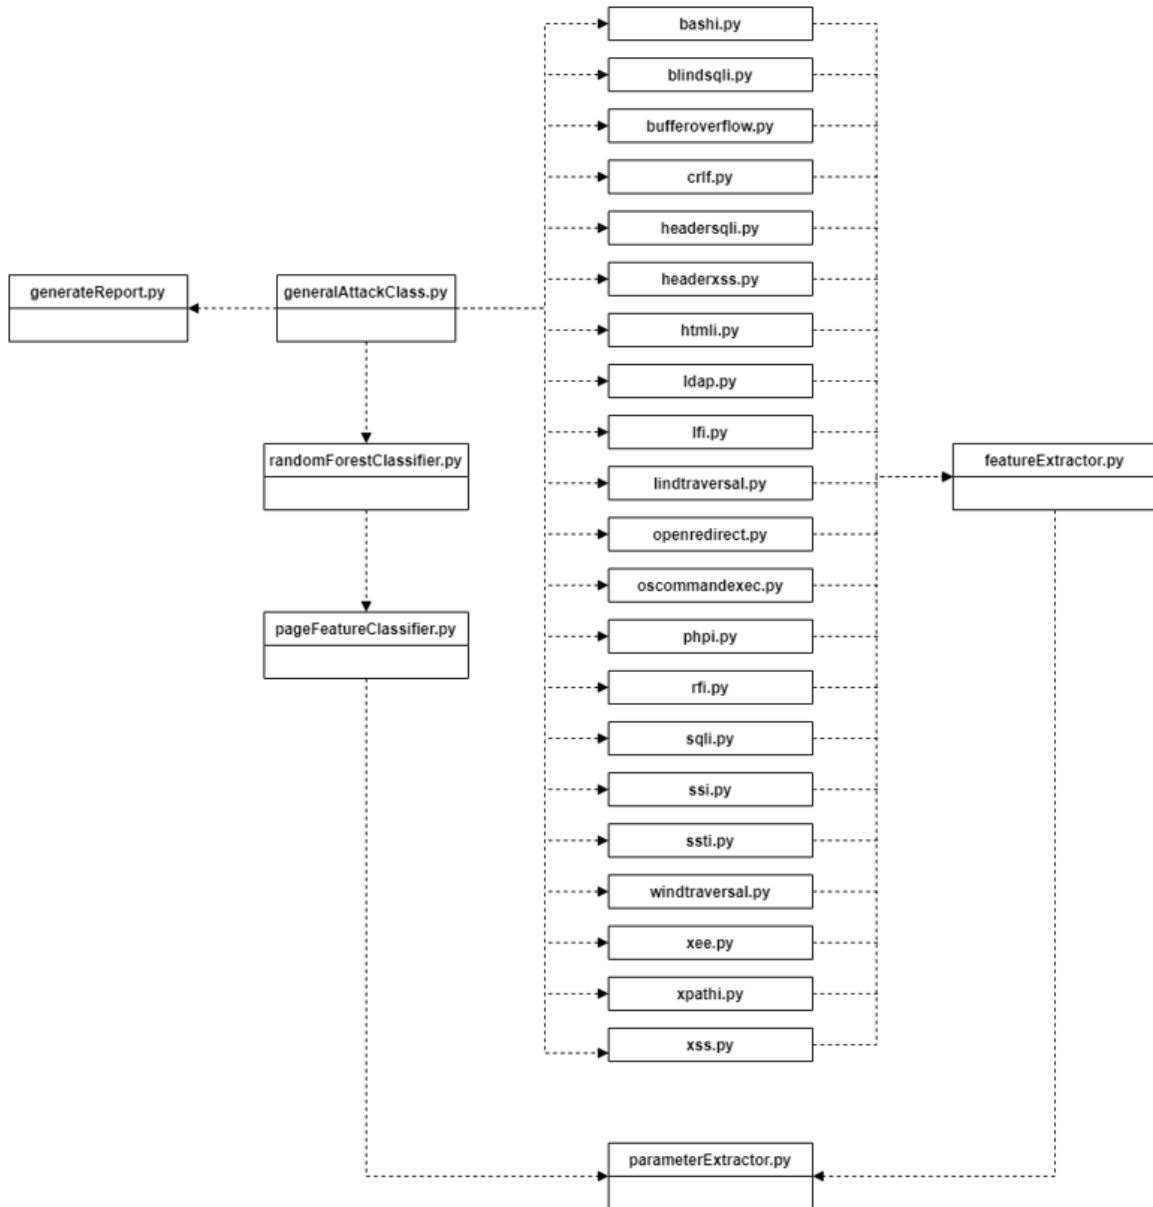 bashi.py
blindsqli.py
bufferoverflow.py
crlf.py
headersqli.py
headerxss.py
generateReport.py
generalAttackClass.py
htmli.py
ldap.py
lfi.py
randomForestClassifier.py
featureExtractor.py
lindtraversal.py
openredirect.py
oscommandexec.py
pageFeatureClassifier.py
phpi.py
rfi.py
sqli.py
ssi.py
ssti.py
windtraversal.py
xee.py
xpathi.py
xss.py
parameterExtractor.py